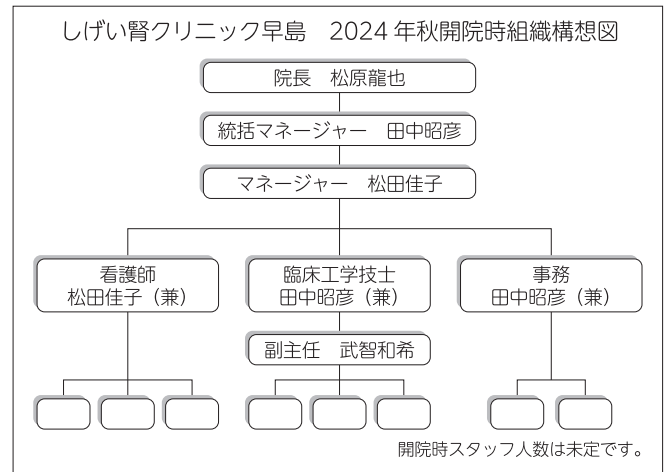 しげい腎クリニック早島　2024年秋開院時組織構想図
院長　松原龍也
統括マネージャー　田中昭彦
マネージャー　松田佳子
看護師
松田佳子（兼）
臨床工学技士
田中昭彦（兼）
事務
田中昭彦（兼）
副主任　武智和希
開院時スタッフ人数は未定です。